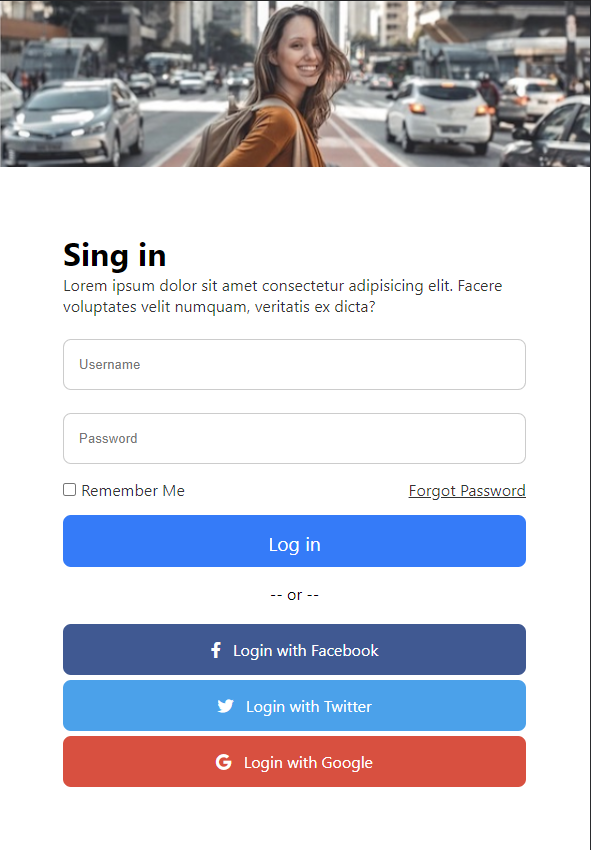 Sing in
Lorem ipsum dolor sit amet consectetur adipisicing elit. Facere
voluptates velit numquam, veritatis ex dicta?
Username
Password
Remember Me
Forgot Password
Log in
-- or --
Login with Facebook
Login with Twitter
Login with Google